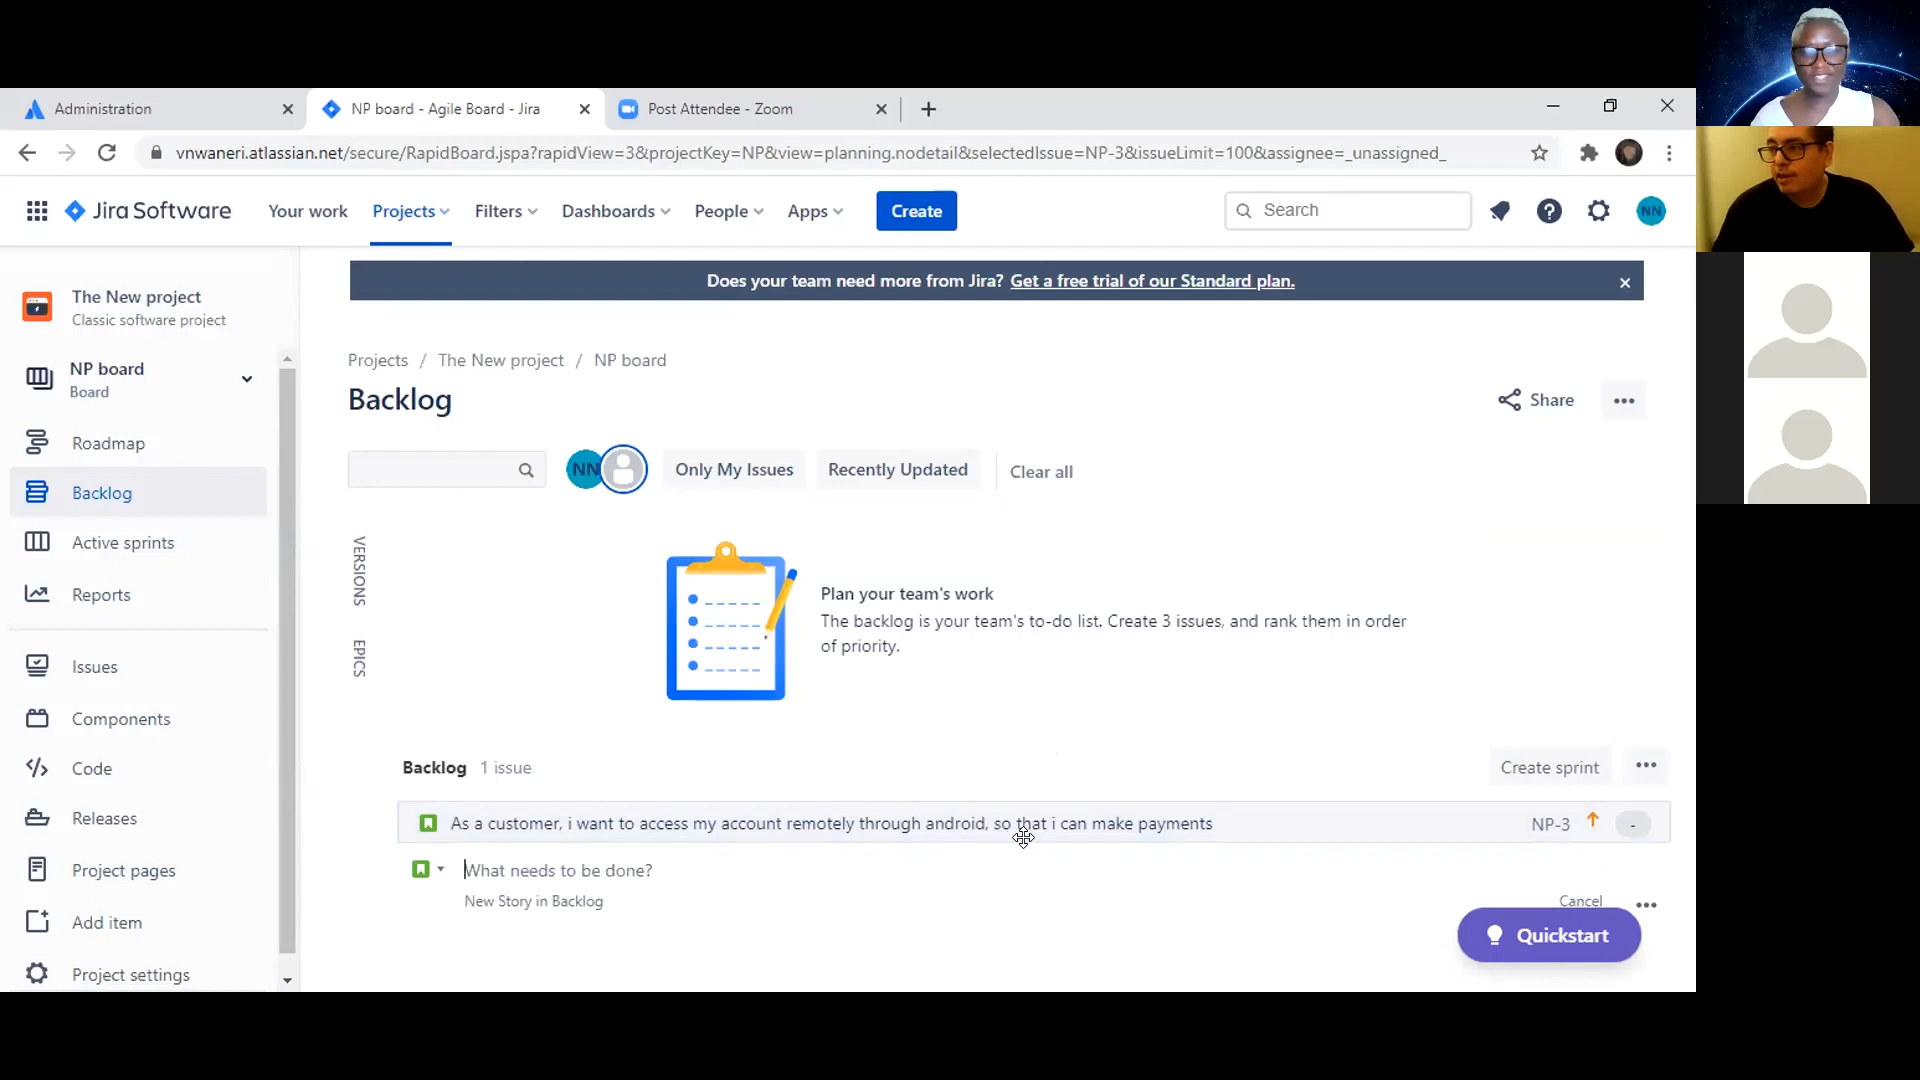 Administration
NP board - Agile Board - Jira
Post Attendee - Zoom
vnwaneri.atlassian.net/secure/RapidBoard.jspa?rapidView=3&projectKey=NP&view=planning.nodetail&selectedIssue=NP-3&issueLimit=100&assignee=_unassigned_
Jira Software
Your work
Projects
Filters
Dashboards
People
Apps
Create
Search
NN
Does your team need more from Jira? Get a free trial of our Standard plan.
The New project
Classic software project
NP board
Board
Roadmap
Backlog
Active sprints
Reports
Issues
Components
Code
Releases
Project pages
Add item
Project settings
Projects / The New project / NP board
Backlog
Share
NN
Only My Issues
Recently Updated
Clear all
VERSIONS
EPICS
Plan your team's work
The backlog is your team's to-do list. Create 3 issues, and rank them in order
of priority.
Backlog 1 issue
Create sprint
As a customer, i want to access my account remotely through android, so that i can make payments
NP-3
-
What needs to be done?
New Story in Backlog
Cancel
Quickstart